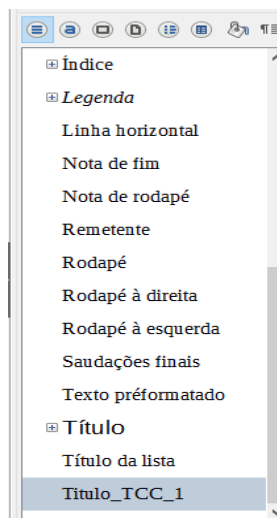 Índice
Legenda
Linha horizontal
Nota de fim
Nota de rodapé
Remetente
Rodapé
Rodapé à direita
Rodapé à esquerda
Saudações finais
Texto préformatado
Título
Título da lista
Titulo_TCC_1